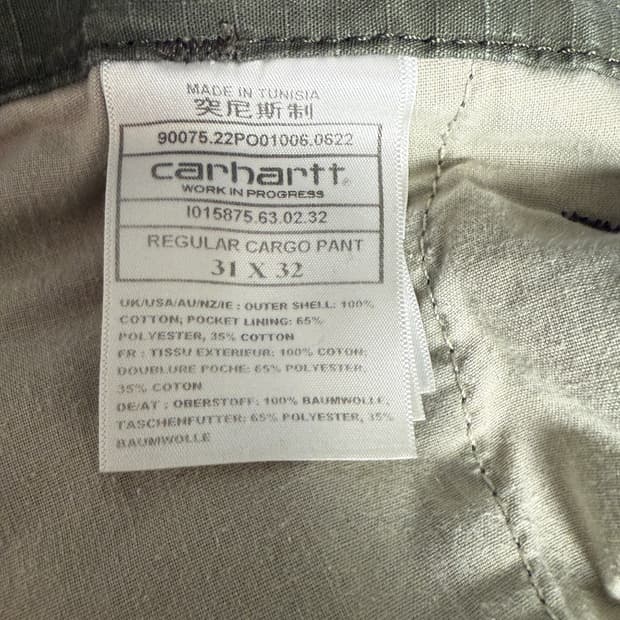 MADE IN TUNISIA
突尼斯制
90075.22PO01006.0622
carhartt®
WORK IN PROGRESS
I015875.63.02.32
REGULAR CARGO PANT
31 X 32
UK/USA/AU/NZ/IE : OUTER SHELL: 100%
COTTON; POCKET LINING: 65%
POLYESTER, 35% COTTON
FR : TISSU EXTERIEUR: 100% COTON;
DOUBLURE POCHE: 65% POLYESTER,
35% COTON
DE/AT : OBERSTOFF: 100% BAUMWOLLE,
TASCHENFUTTER: 65% POLYESTER, 35%
BAUMWOLLE